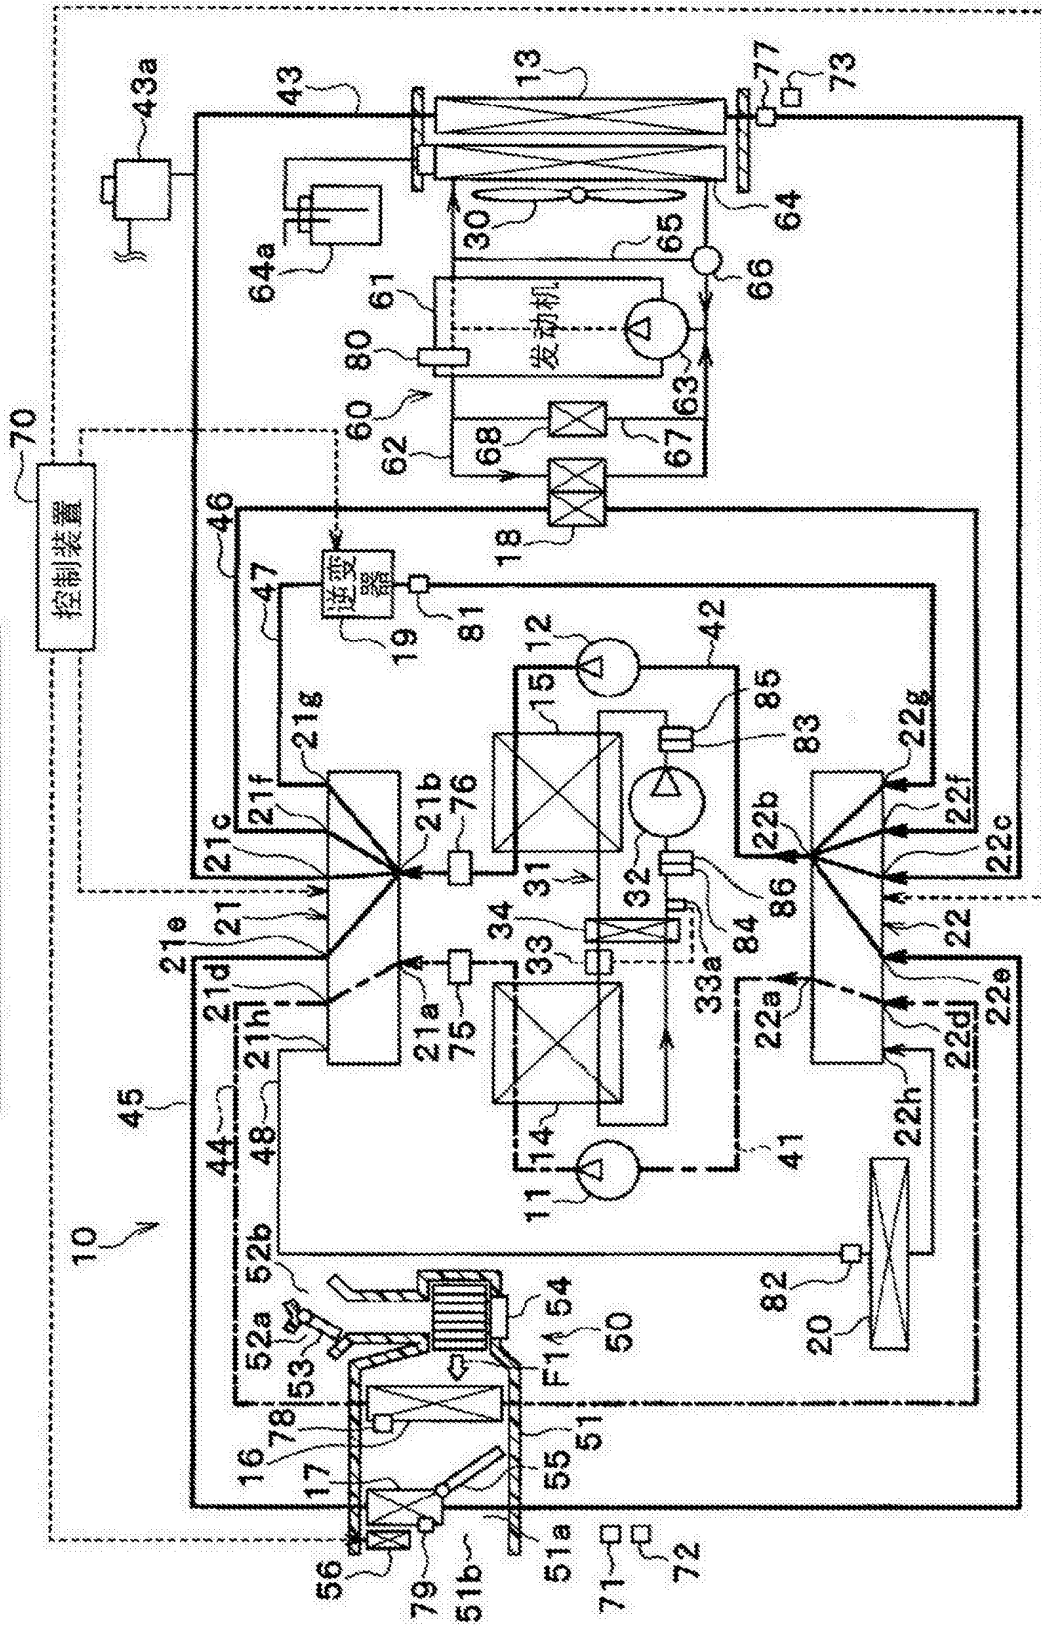 70
控制装置
10
45 43a
21e
44 21d 21 21c 46
16 52a 52b 48 21h 21f 47 64a 43
78 53 21g
56 17 逆变器 80
60 61
79 19 62
21a 21b
51b 75 76 81 68 30
11 14 33 34 31 15 12 18 发动机 13
51a 55 F1 54
51 50
71 32 67 63 65
72 33a 42
84 83 85 66 77
82 41 22a 86 22b 64
20 73
22h 22d 22 22g
22e 22c 22f